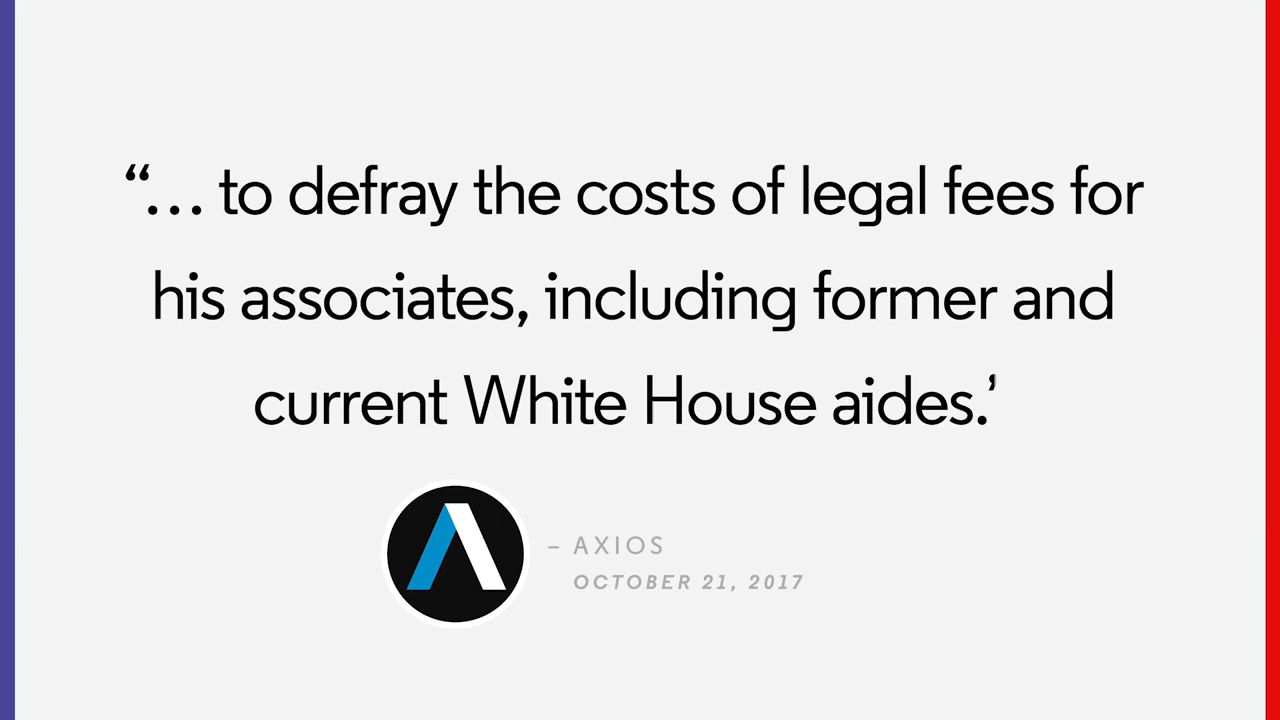 “… to defray the costs of legal fees for
his associates, including former and
current White House aides.’
– AXIOS
OCTOBER 21, 2017